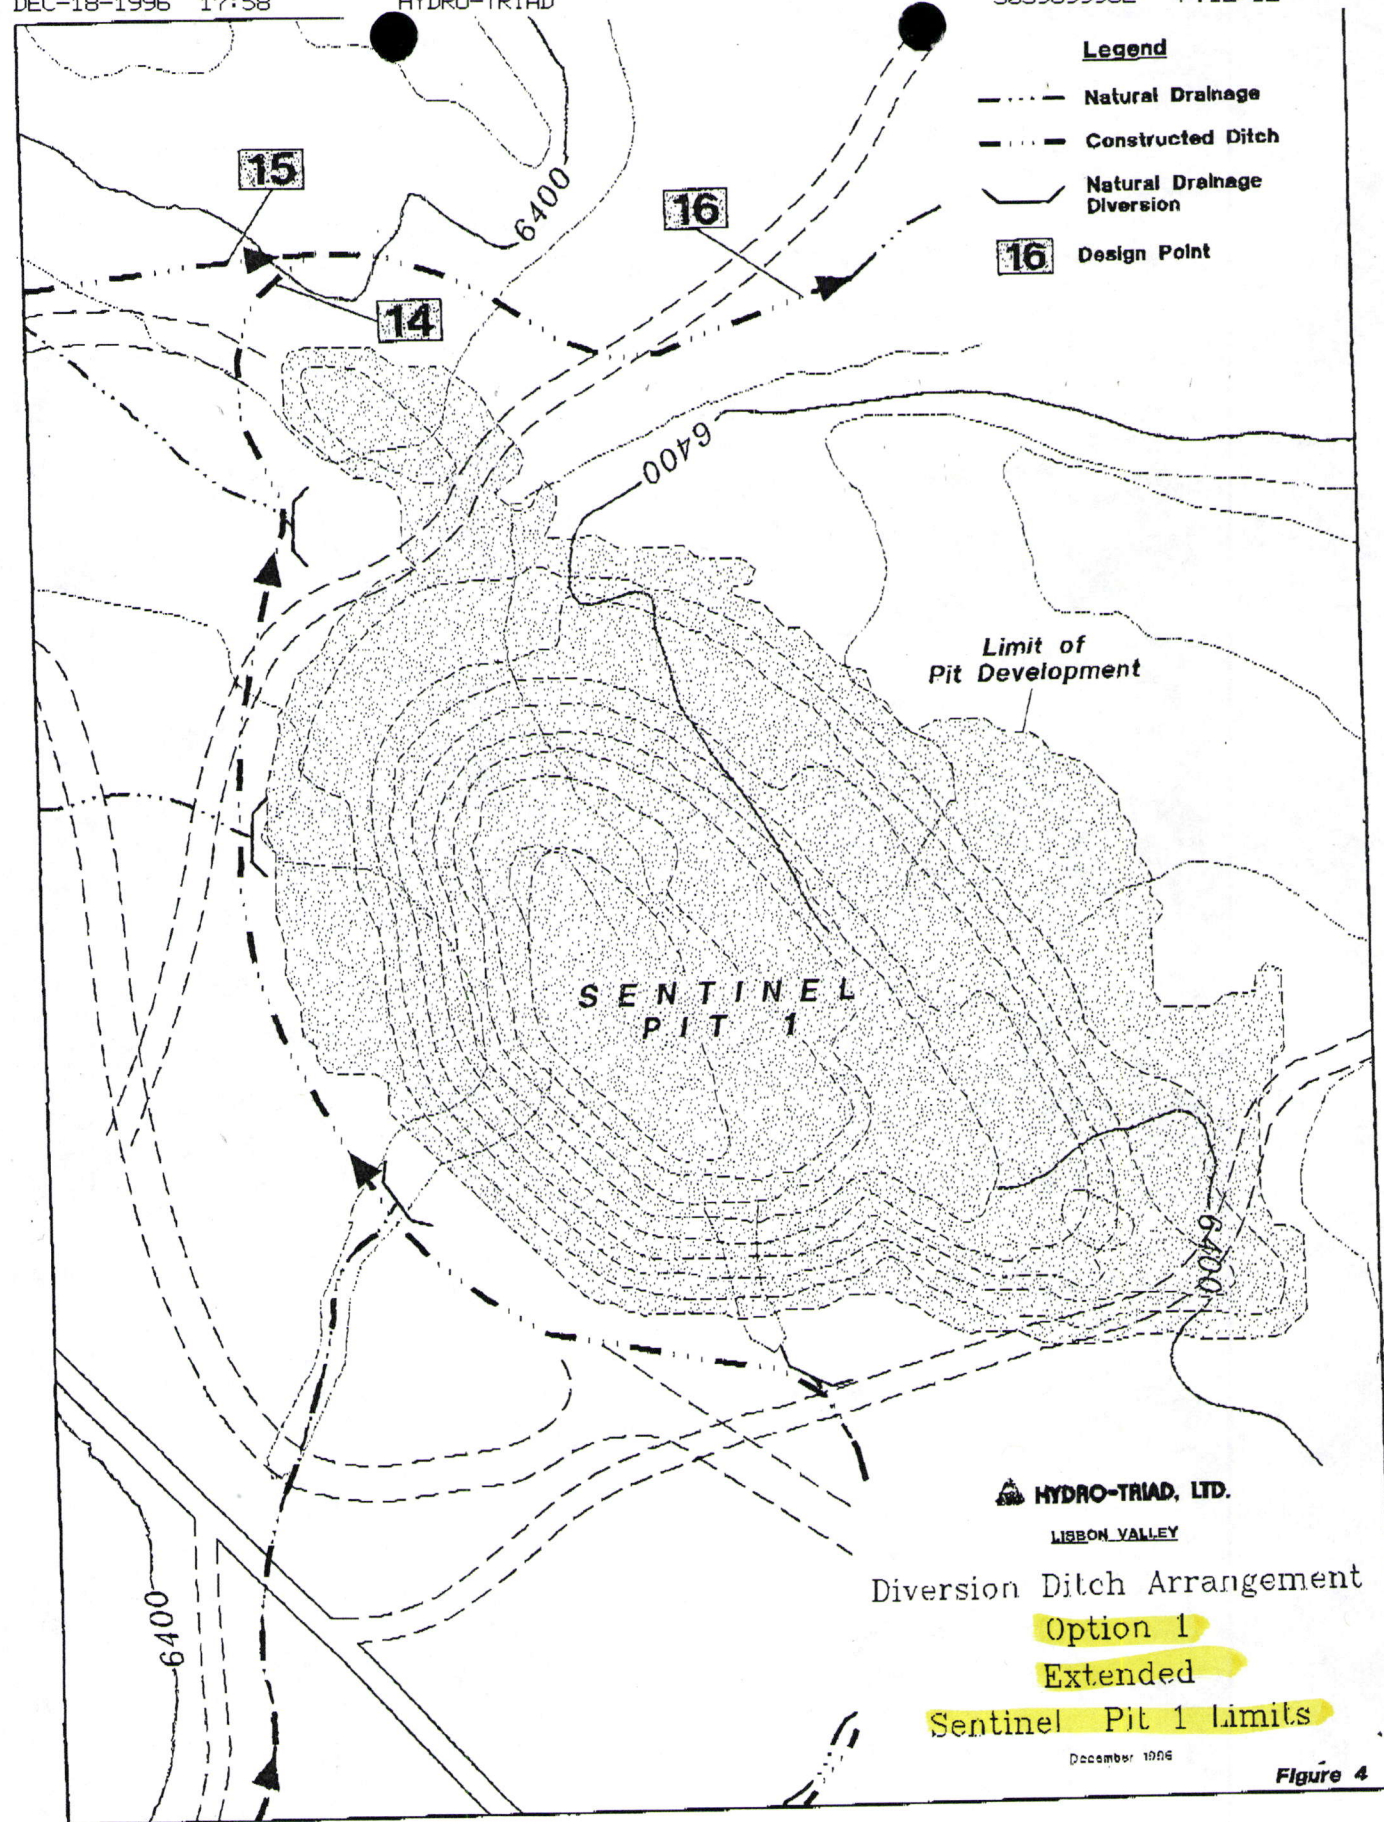 DEC-18-1996 17:58 HYDRO-TRIAD
Legend
Natural Drainage
Constructed Ditch
Natural Drainage
Diversion
16 Design Point
15
16
14
6400
6400
Limit of
Pit Development
SENTINEL
PIT 1
6400
6400
HYDRO-TRIAD, LTD.
LISBON VALLEY
Diversion Ditch Arrangement
Option 1
Extended
Sentinel Pit 1 Limits
December 1996
Figure 4